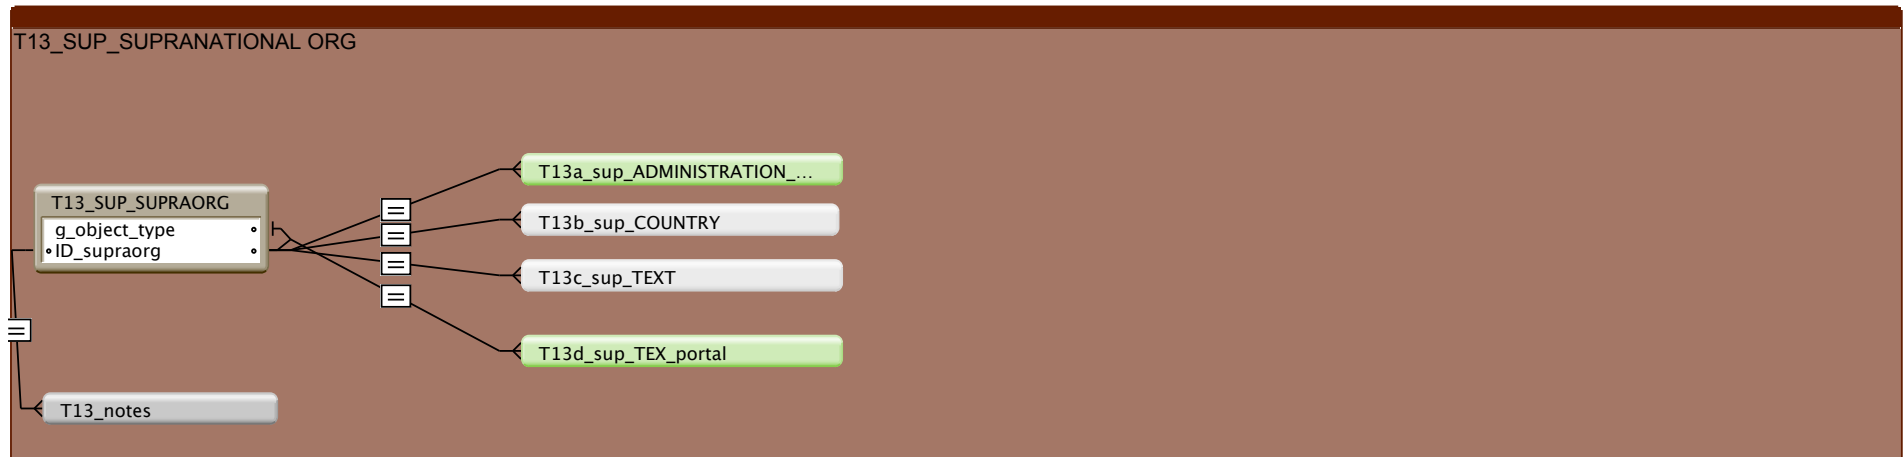 T13_SUP_SUPRANATIONAL ORG
T13a_sup_ADMINISTRATION_...
T13_SUP_SUPRAORG
g_object_type
ID_supraorg
=
=
=
=
T13b_sup_COUNTRY
T13c_sup_TEXT
T13d_sup_TEX_portal
=
T13_notes